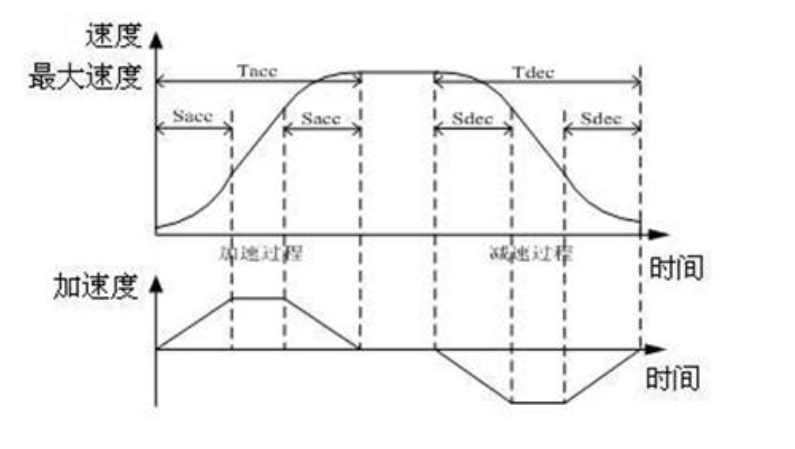 速度
最大速度
Tacc
Tdec
Sacc
Sacc
Sdec
Sdec
加速过程
减速过程
时间
加速度
时间